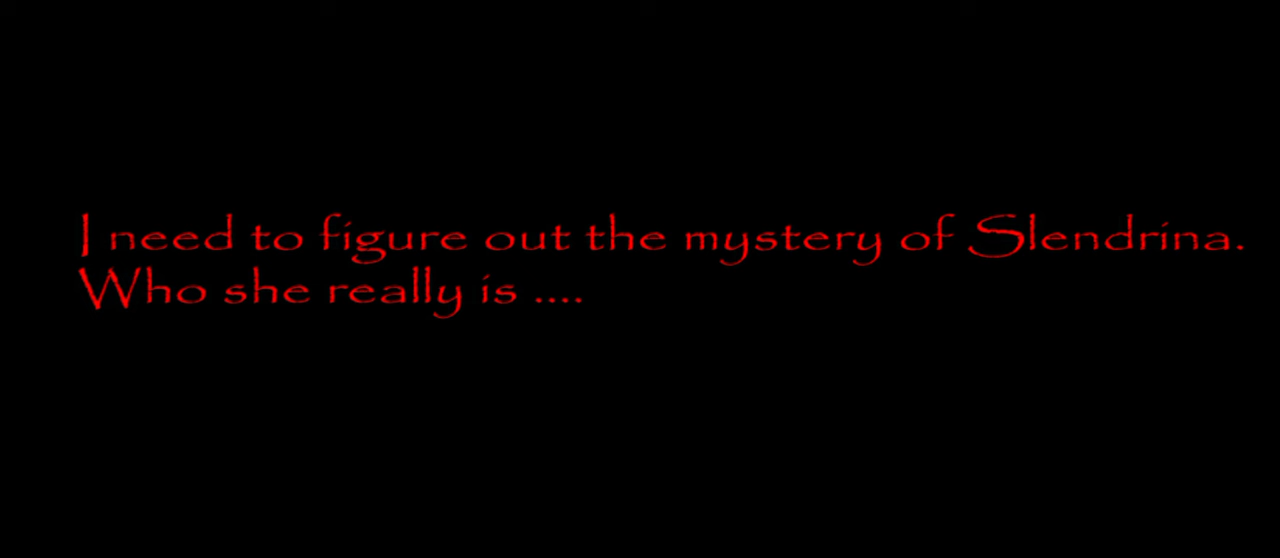 I need to figure out the mystery of Slendrina.
Who she really is ....